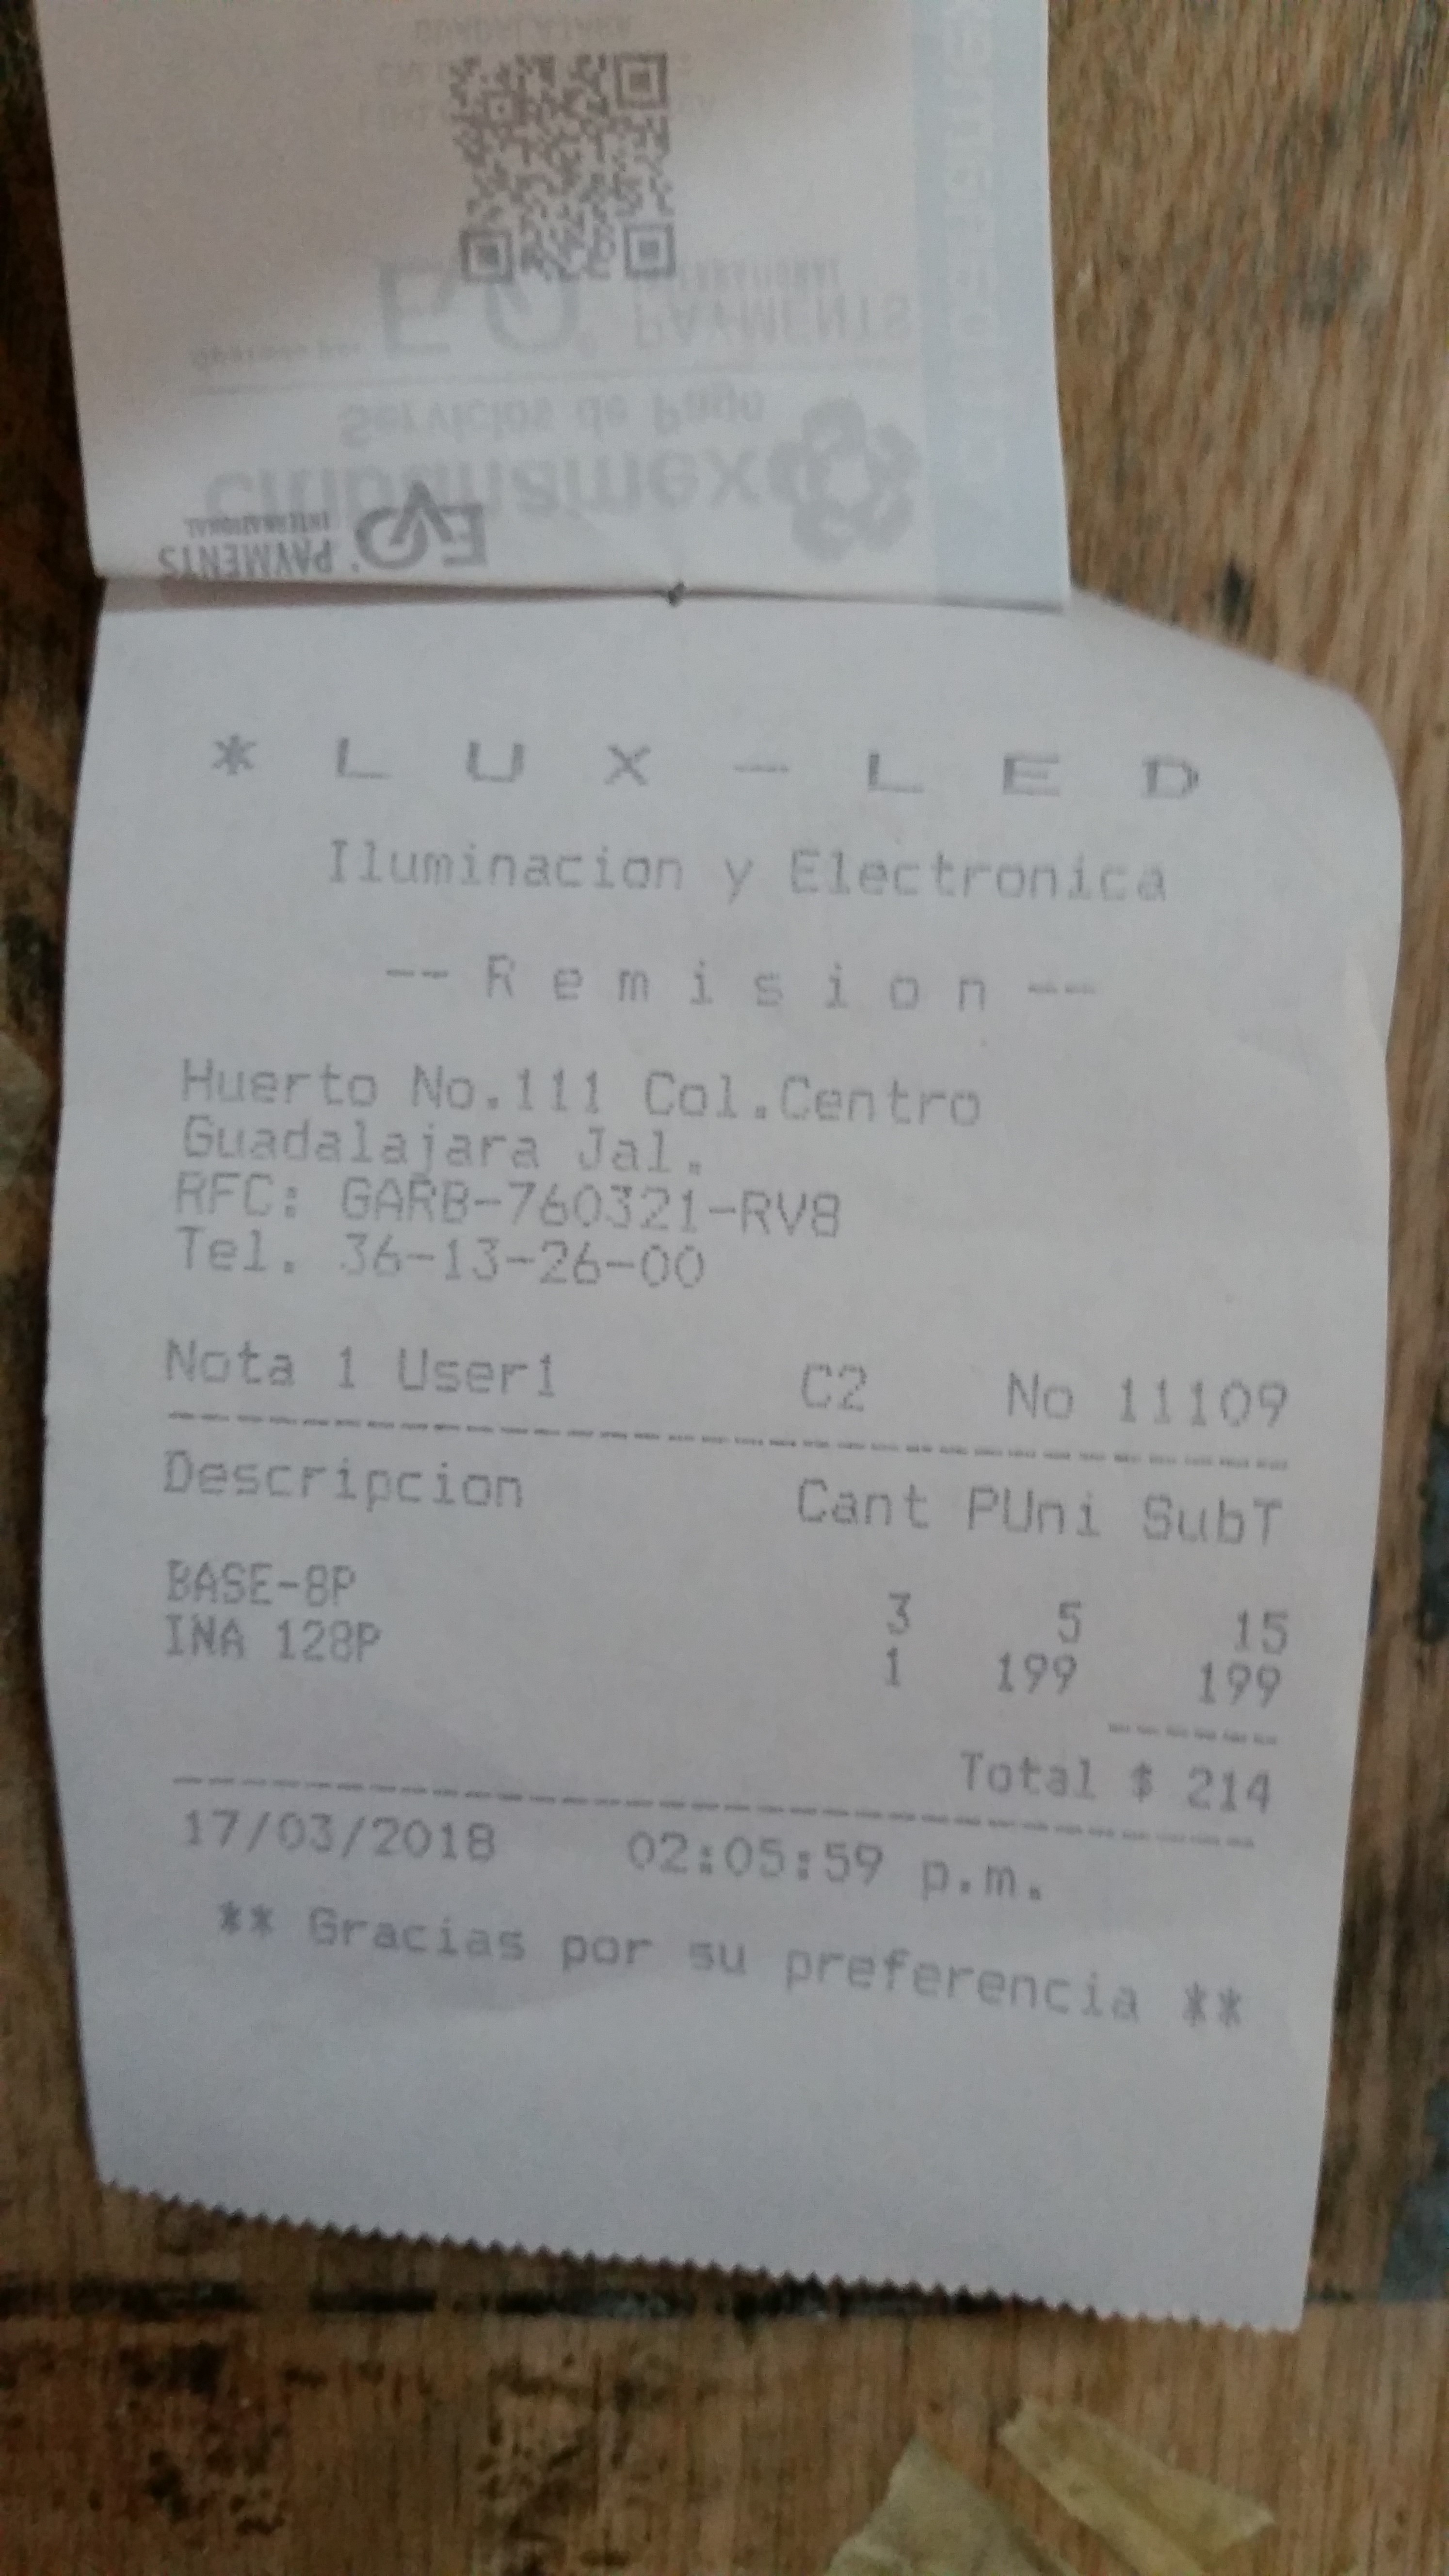 GUADALAJARA
INTERNATIONAL
PAYMENTS
Operado por EVO
Servicios de Pago
citibanamex
EVO PAYMENTS
INTERNATIONAL
* L U X - L E D
Iluminacion y Electronica
-- R e m i s i o n --
Huerto No.111 Col.Centro
Guadalajara Jal.
RFC: GARB-760321-RV8
Tel. 36-13-26-00
Nota 1 User1 C2 No 11109
Descripcion Cant PUni SubT
BASE-8P 3 5 15
INA 128P 1 199 199
Total $ 214
17/03/2018 02:05:59 p.m.
** Gracias por su preferencia **